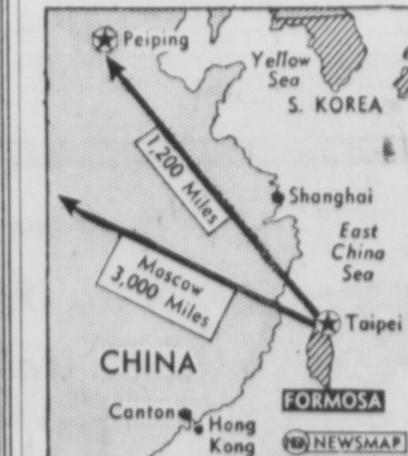 Peiping
Yellow
Sea
S. KOREA
1,200 Miles
Shanghai
East
China
Sea
Moscow
3,000 Miles
Taipei
CHINA
FORMOSA
Canton
Hong
Kong
NEA NEWSMAP